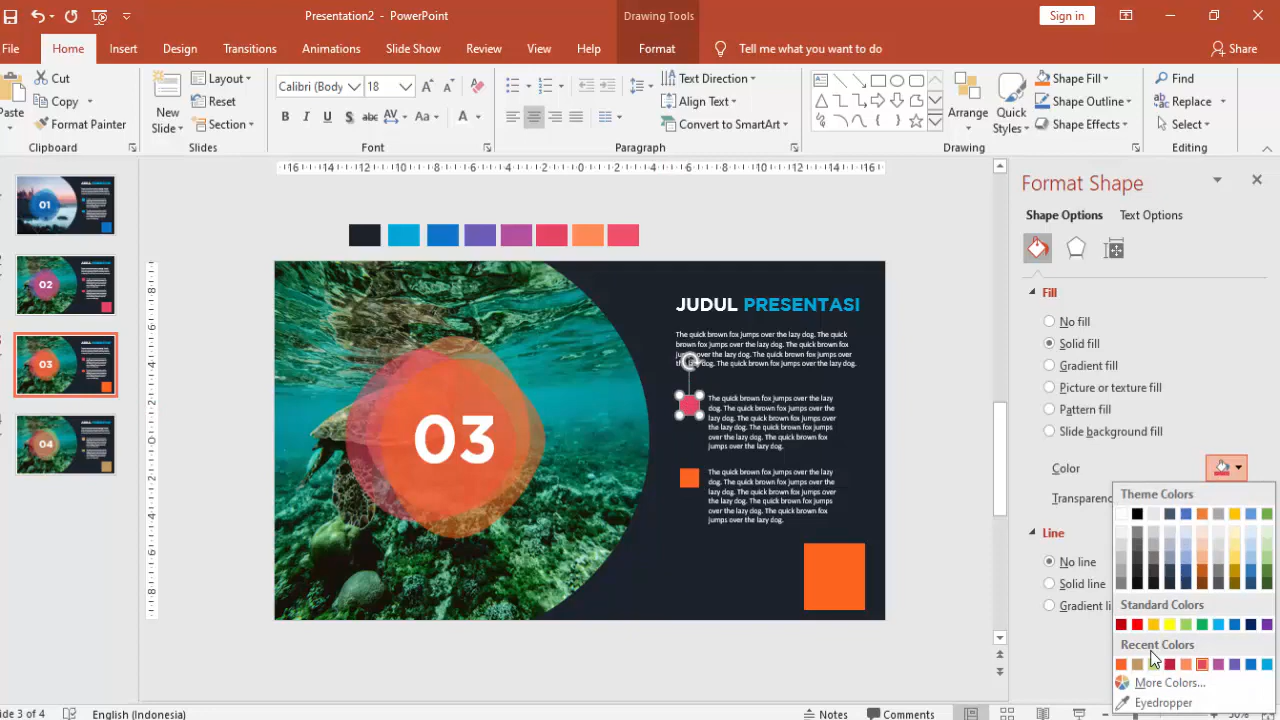 Presentation2 - PowerPoint
Drawing Tools
Sign in
File
Home
Insert
Design
Transitions
Animations
Slide Show
Review
View
Help
Format
Tell me what you want to do
Share
Paste
Cut
Copy
Format Painter
Clipboard
New
Slide
Layout
Reset
Section
Slides
Calibri (Body
18
Font
Text Direction
Align Text
Convert to SmartArt
Paragraph
Arrange
Quick
Styles
Shape Fill
Shape Outline
Shape Effects
Drawing
Find
Replace
Select
Editing
01
02
03
04
JUDUL PRESENTASI
The quick brown fox jumps over the lazy dog. The quick
brown fox jumps over the lazy dog. The quick brown fox
over the lazy dog. The quick brown fox jumps over
dog. The quick brown fox jumps over the lazy dog.
The quick brown fox jumps over the lazy
dog. The quick brown fox jumps over the
lazy dog. The quick brown fox jumps over
the lazy dog. The quick brown fox jumps
over the lazy dog. The quick brown fox
jumps over the lazy dog.
03
The quick brown fox jumps over the lazy
dog. The quick brown fox jumps over the
lazy dog. The quick brown fox jumps over
the lazy dog. The quick brown fox jumps
over the lazy dog. The quick brown fox
jumps over the lazy dog.
Format Shape
Shape Options
Text Options
Fill
No fill
Solid fill
Gradient fill
Picture or texture fill
Pattern fill
Slide background fill
Color
Transparenc
Line
No line
Solid line
Gradient li
Theme Colors
Standard Colors
Recent Colors
More Colors...
Eyedropper
Slide 3 of 4
English (Indonesia)
Notes
Comments